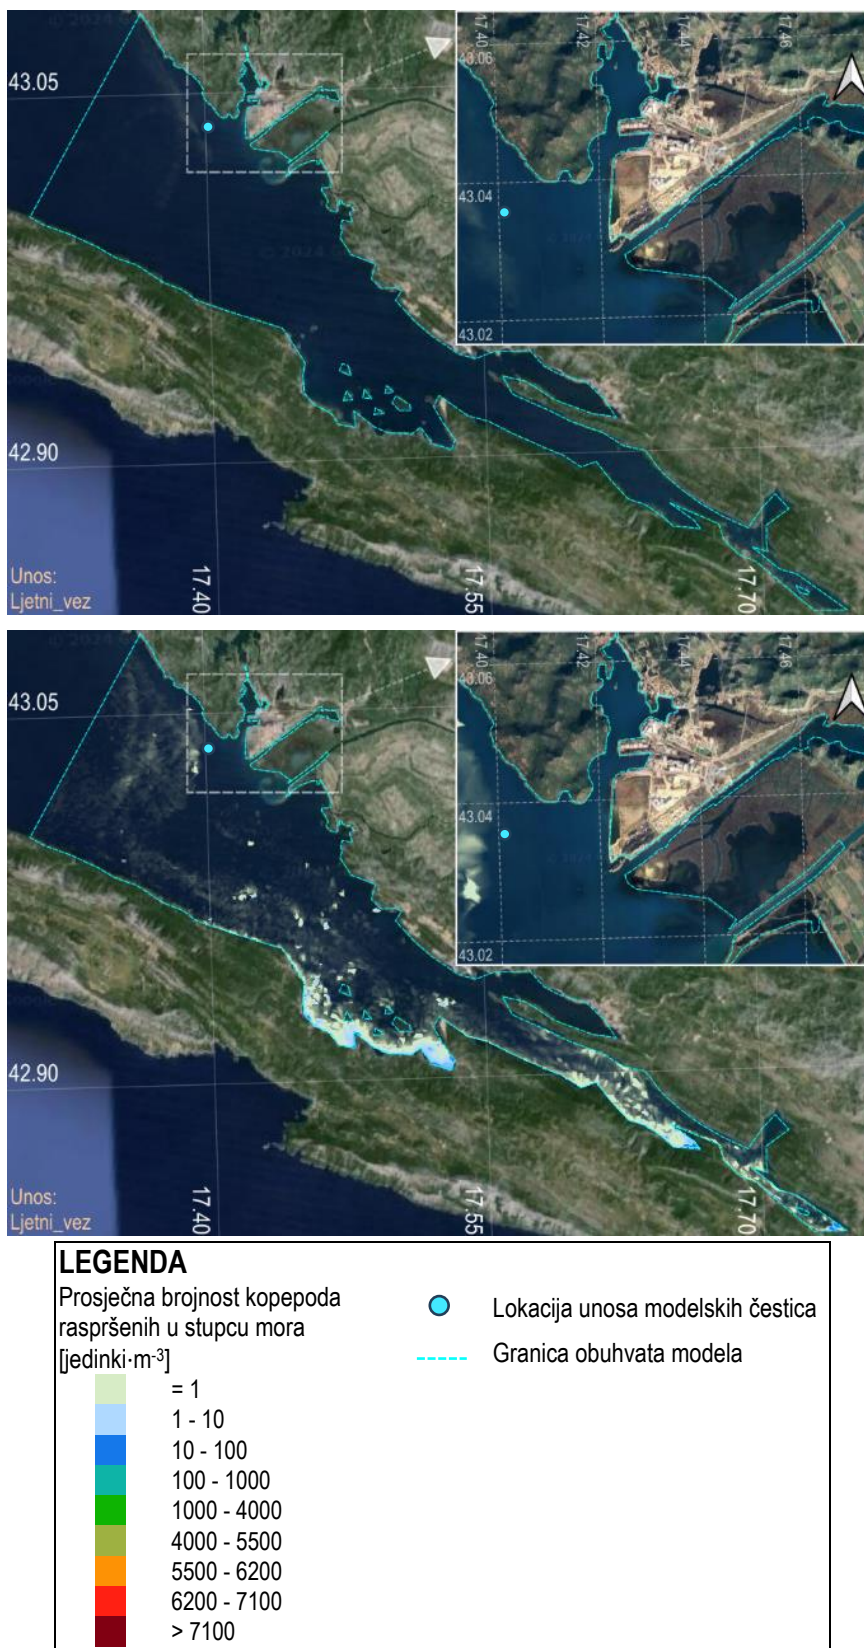 © 2024 G
17.40
17.42
17.44
17.46
43.06
43.05
43.04
© 2024
© 2024 G
43.02
42.90
Unos:
Ljetni_vez
17.40
17.55
17.70
17.40
17.42
17.44
17.46
43.06
43.05
43.04
43.02
42.90
Unos:
Ljetni_vez
17.40
17.55
17.70
LEGENDA
Prosječna brojnost kopepoda
raspršenih u stupcu mora
[jedinki·m⁻³]
= 1
1 - 10
10 - 100
100 - 1000
1000 - 4000
4000 - 5500
5500 - 6200
6200 - 7100
> 7100
Lokacija unosa modelskih čestica
Granica obuhvata modela